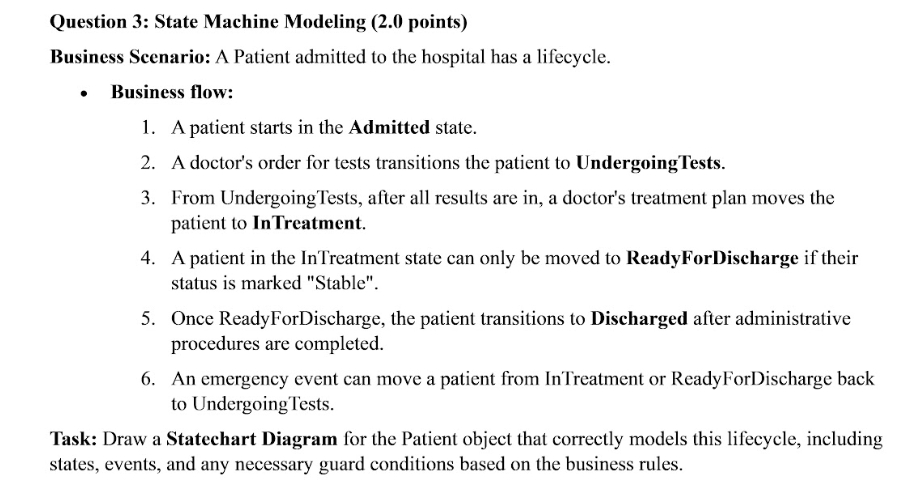 Question 3: State Machine Modeling (2.0 points)
Business Scenario: A Patient admitted to the hospital has a lifecycle.
• Business flow:
1. A patient starts in the Admitted state.
2. A doctor's order for tests transitions the patient to UndergoingTests.
3. From UndergoingTests, after all results are in, a doctor's treatment plan moves the
patient to InTreatment.
4. A patient in the InTreatment state can only be moved to ReadyForDischarge if their
status is marked "Stable".
5. Once ReadyForDischarge, the patient transitions to Discharged after administrative
procedures are completed.
6. An emergency event can move a patient from InTreatment or ReadyForDischarge back
to UndergoingTests.
Task: Draw a Statechart Diagram for the Patient object that correctly models this lifecycle, including
states, events, and any necessary guard conditions based on the business rules.